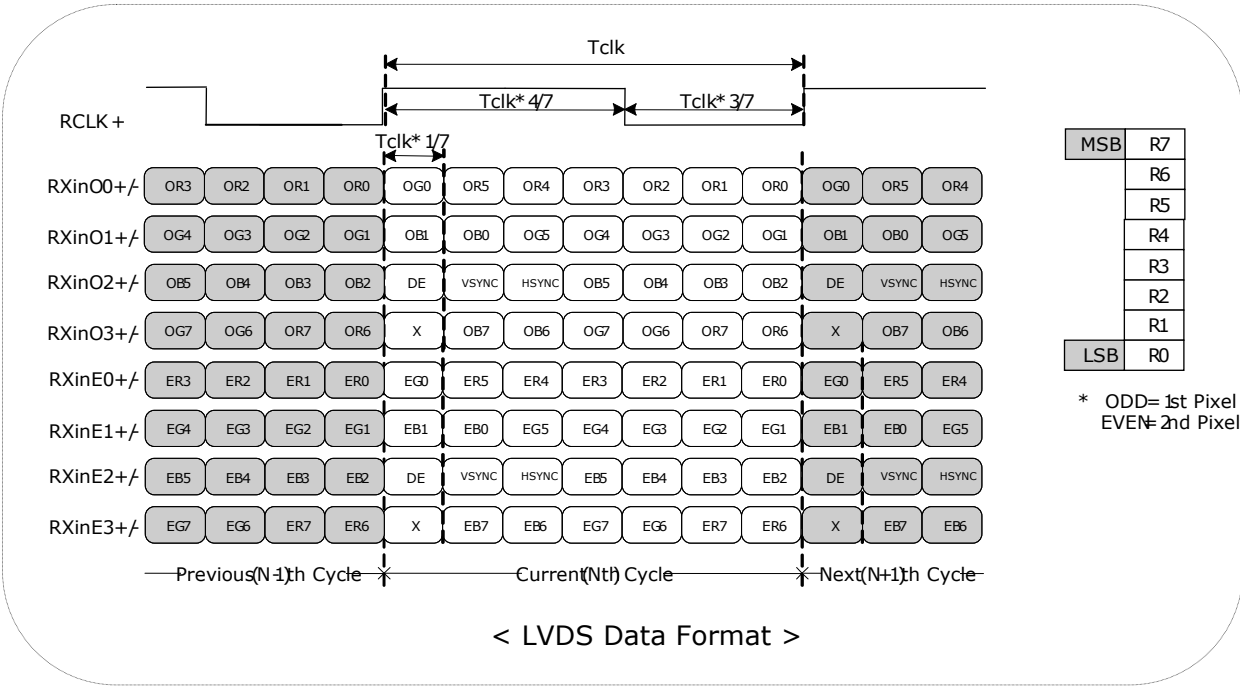 Tclk
Tclk* 4/7 Tclk* 3/7
RCLK +
Tclk* 1/7
MSB R7
R6
R5
R4
R3
R2
R1
LSB R0
* ODD= 1st Pixel
EVEN= 2nd Pixel
RXinO0+/- OR3 OR2 OR1 OR0 OG0 OR5 OR4 OR3 OR2 OR1 OR0 OG0 OR5 OR4
RXinO1+/- OG4 OG3 OG2 OG1 OB1 OB0 OG5 OG4 OG3 OG2 OG1 OB1 OB0 OG5
RXinO2+/- OB5 OB4 OB3 OB2 DE VSYNC HSYNC OB5 OB4 OB3 OB2 DE VSYNC HSYNC
RXinO3+/- OG7 OG6 OR7 OR6 X OB7 OB6 OG7 OG6 OR7 OR6 X OB7 OB6
RXinE0+/- ER3 ER2 ER1 ER0 EG0 ER5 ER4 ER3 ER2 ER1 ER0 EG0 ER5 ER4
RXinE1+/- EG4 EG3 EG2 EG1 EB1 EB0 EG5 EG4 EG3 EG2 EG1 EB1 EB0 EG5
RXinE2+/- EB5 EB4 EB3 EB2 DE VSYNC HSYNC EB5 EB4 EB3 EB2 DE VSYNC HSYNC
RXinE3+/- EG7 EG6 ER7 ER6 X EB7 EB6 EG7 EG6 ER7 ER6 X EB7 EB6
Previous(N-1)th Cycle Current(Nth) Cycle Next(N+1)th Cycle
< LVDS Data Format >